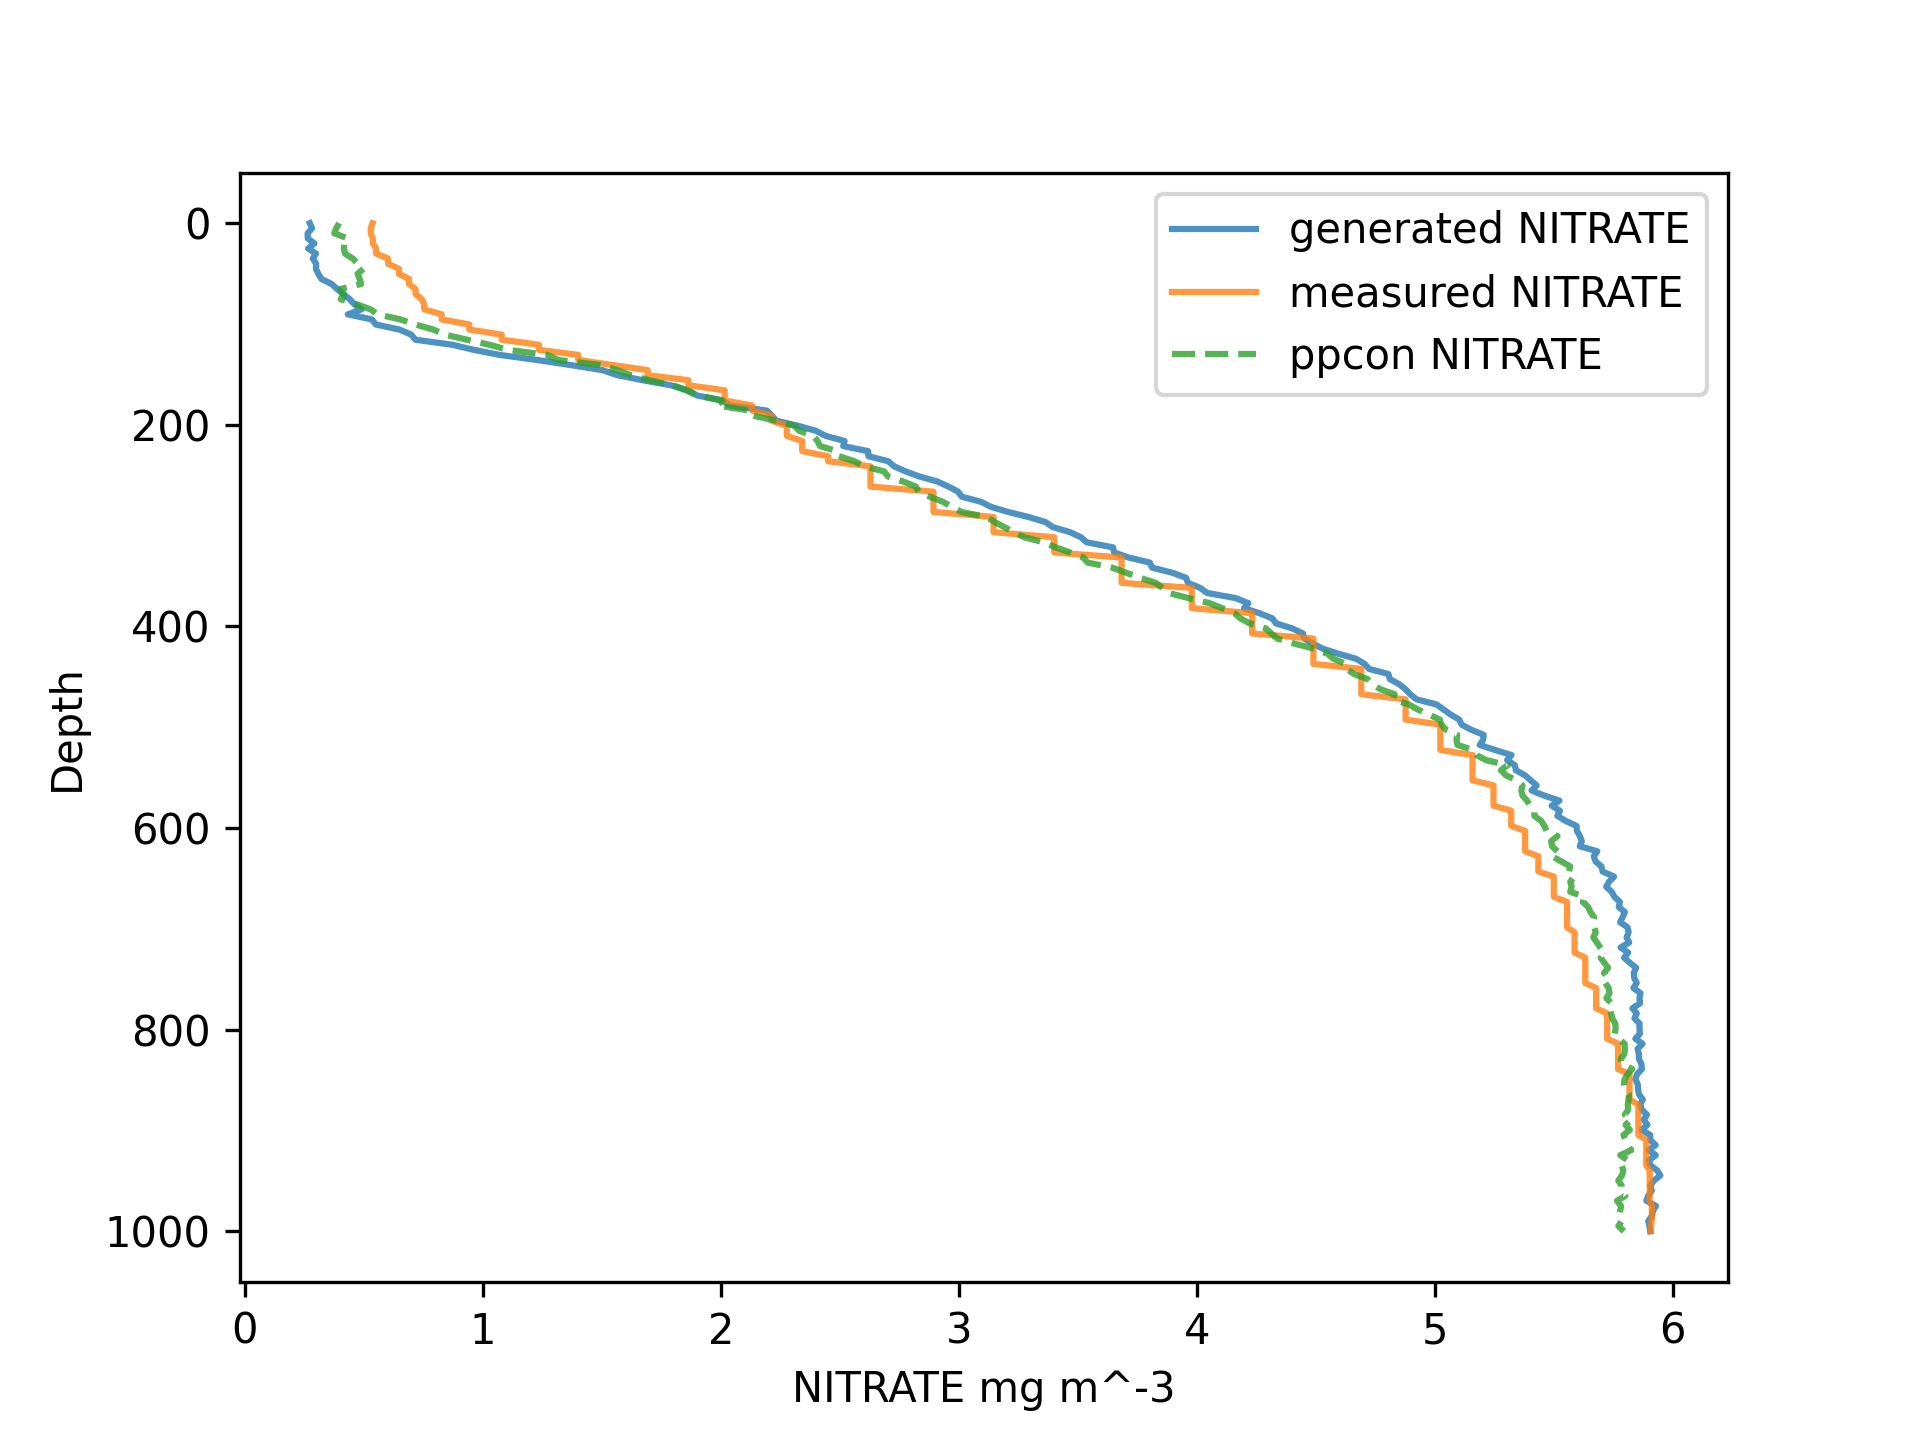 generated NITRATE
measured NITRATE
ppcon NITRATE
0
200
400
600
800
1000
Depth
0 1 2 3 4 5 6
NITRATE mg m^-3